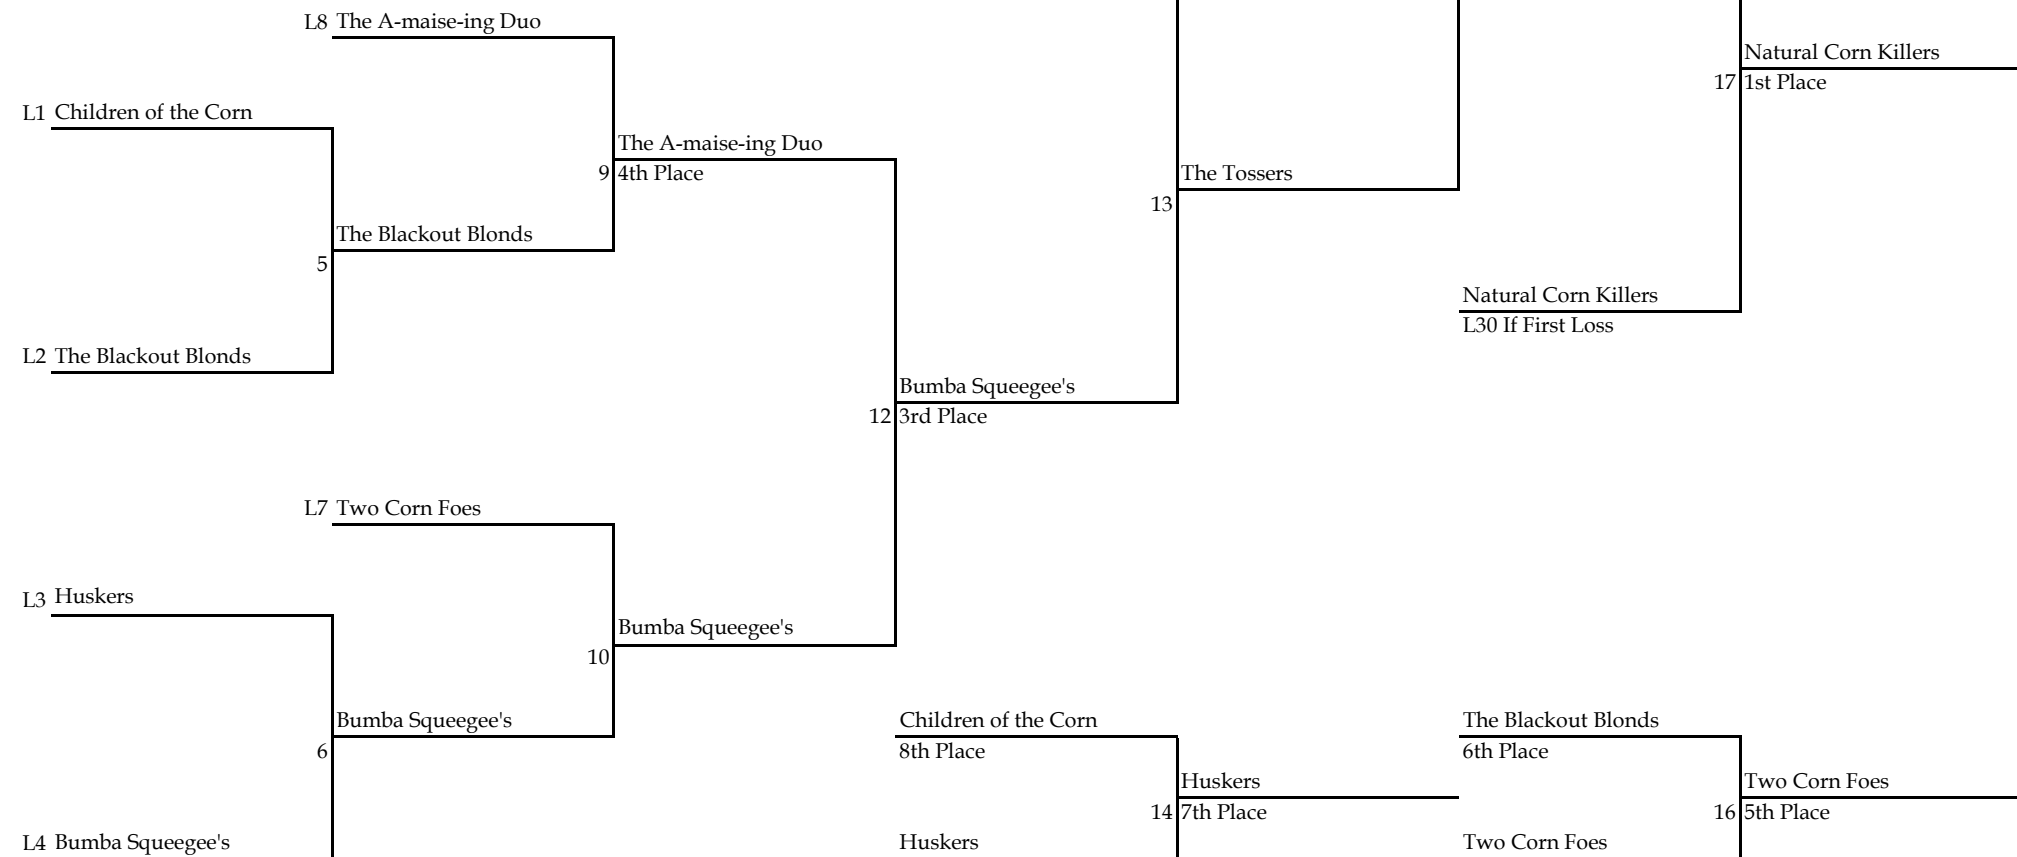 L8 The A-maise-ing Duo
Natural Corn Killers
17 1st Place
L1 Children of the Corn
The A-maise-ing Duo
9 4th Place
The Tossers
13
The Blackout Blonds
5
Natural Corn Killers
L30 If First Loss
L2 The Blackout Blonds
Bumba Squeegee's
12 3rd Place
L7 Two Corn Foes
L3 Huskers
Bumba Squeegee's
10
Bumba Squeegee's
6
Children of the Corn
8th Place
The Blackout Blonds
6th Place
Huskers
14 7th Place
Two Corn Foes
16 5th Place
L4 Bumba Squeegee's
Huskers
Two Corn Foes